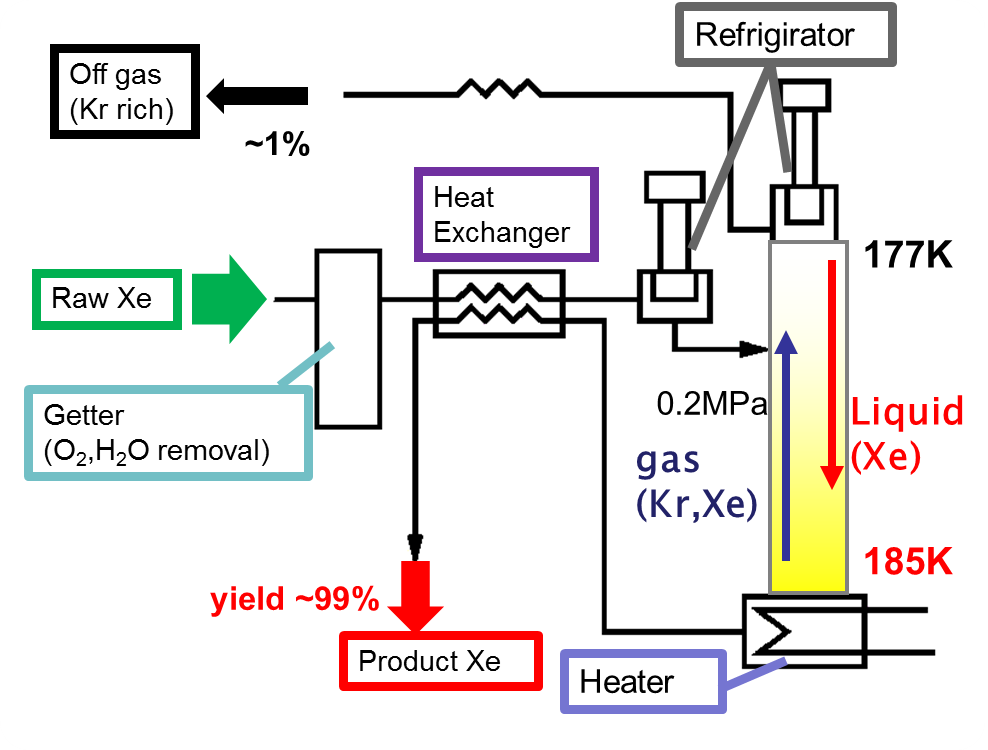 Refrigirator
Off gas
(Kr rich)
~1%
Heat
Exchanger
177K
Raw Xe
0.2MPa
Getter
(O₂,H₂O removal)
Liquid
(Xe)
gas
(Kr,Xe)
185K
yield ~99%
Product Xe
Heater